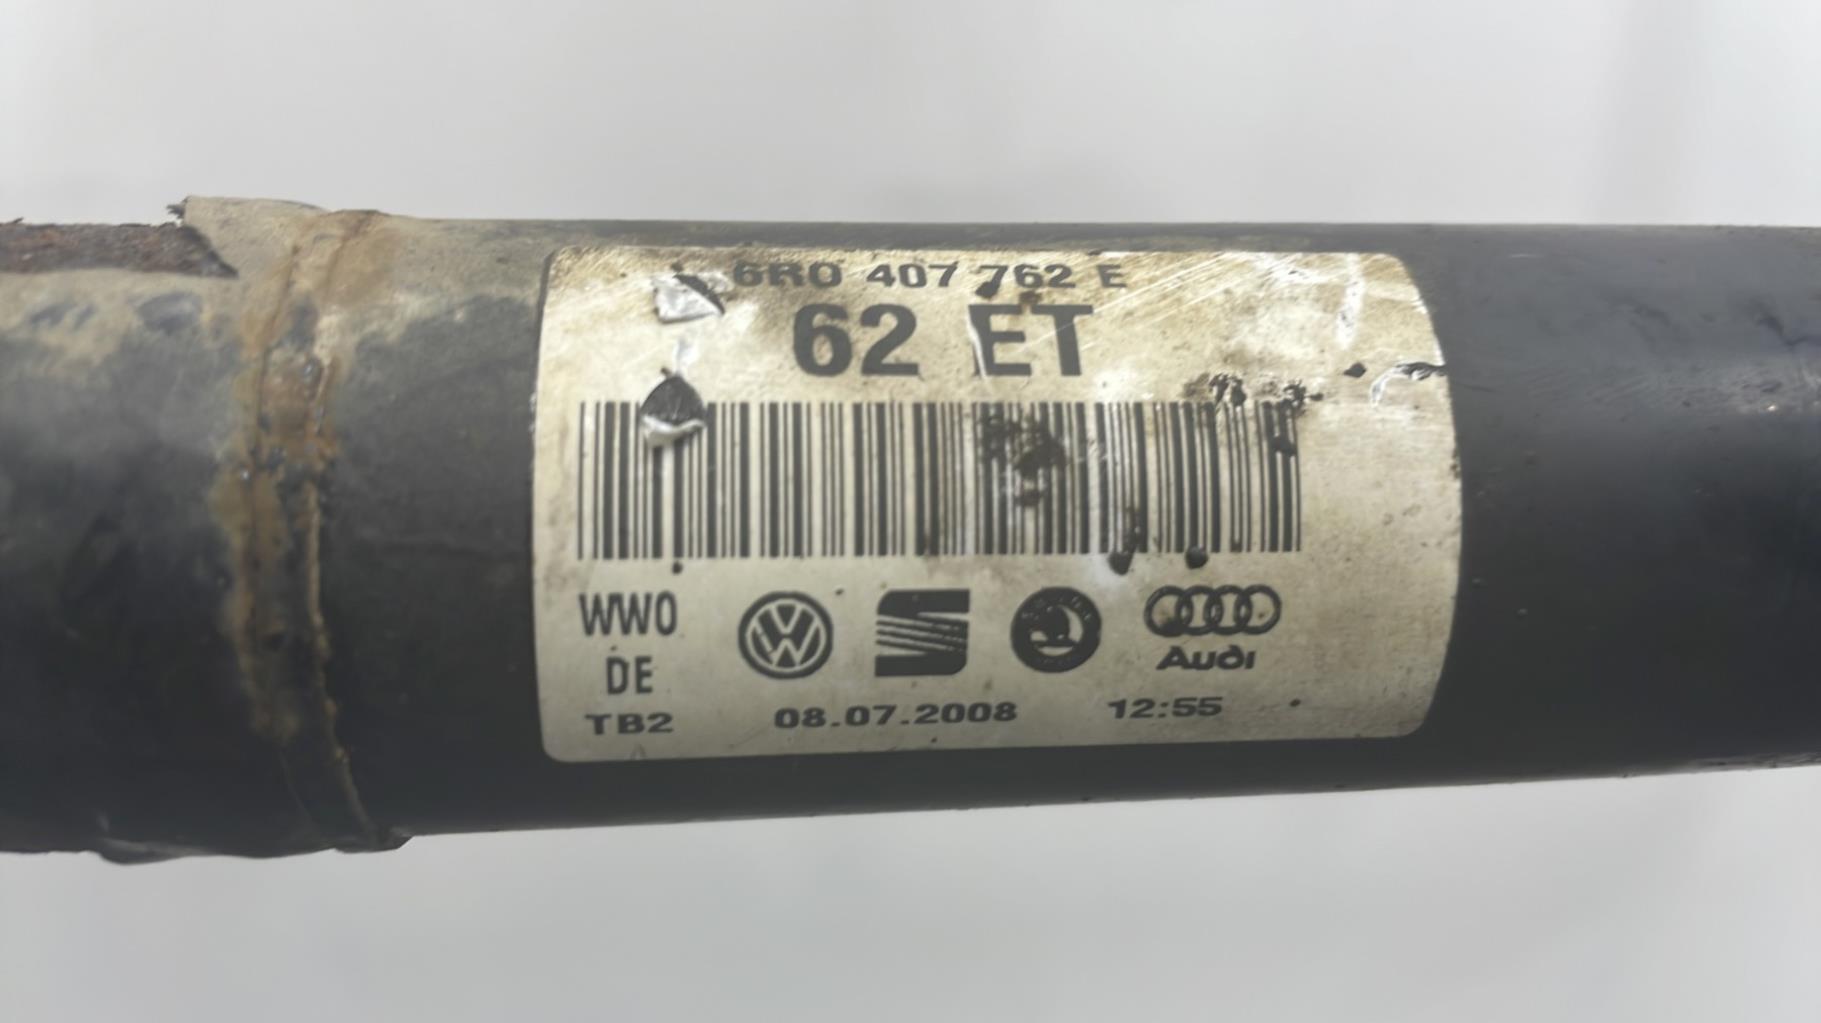 6R0 407 762 E
62 ET
WWO
DE
Audi
TB2 08.07.2008 12:55